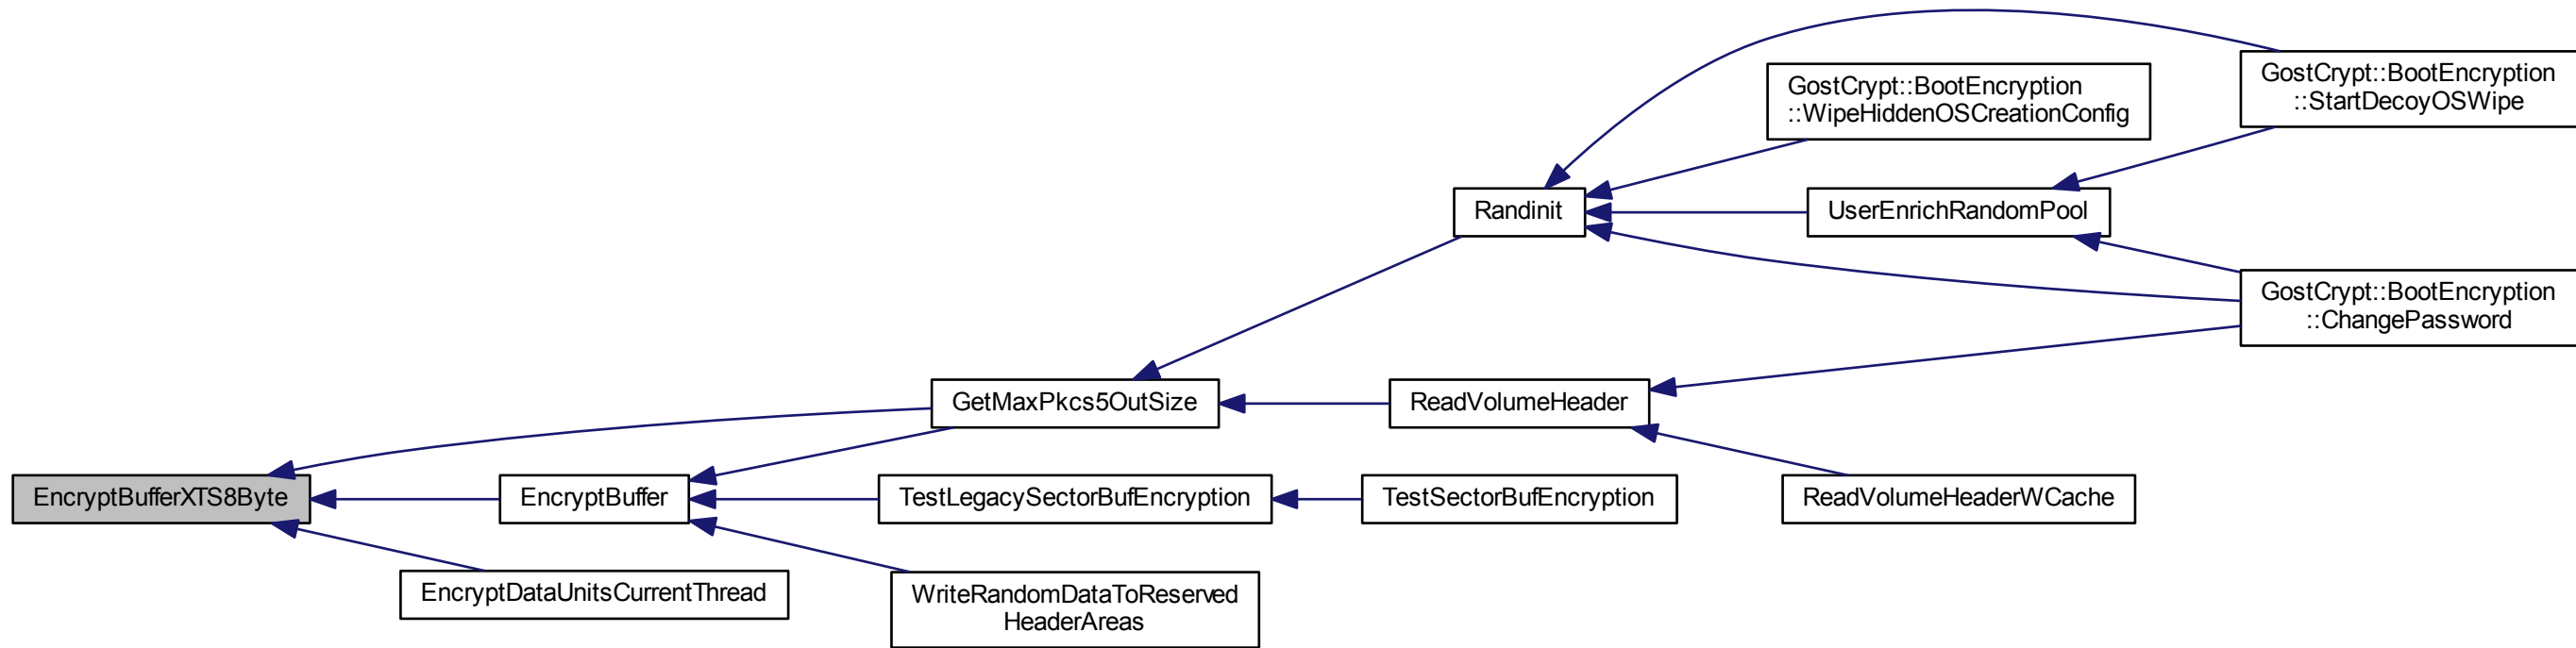 GostCrypt::BootEncryption
::StartDecoyOSWipe
GostCrypt::BootEncryption
::WipeHiddenOSCreationConfig
Randinit
UserEnrichRandomPool
GostCrypt::BootEncryption
::ChangePassword
GetMaxPkcs5OutSize
ReadVolumeHeader
EncryptBufferXTS8Byte
EncryptBuffer
TestLegacySectorBufEncryption
TestSectorBufEncryption
ReadVolumeHeaderWCache
EncryptDataUnitsCurrentThread
WriteRandomDataToReserved
HeaderAreas